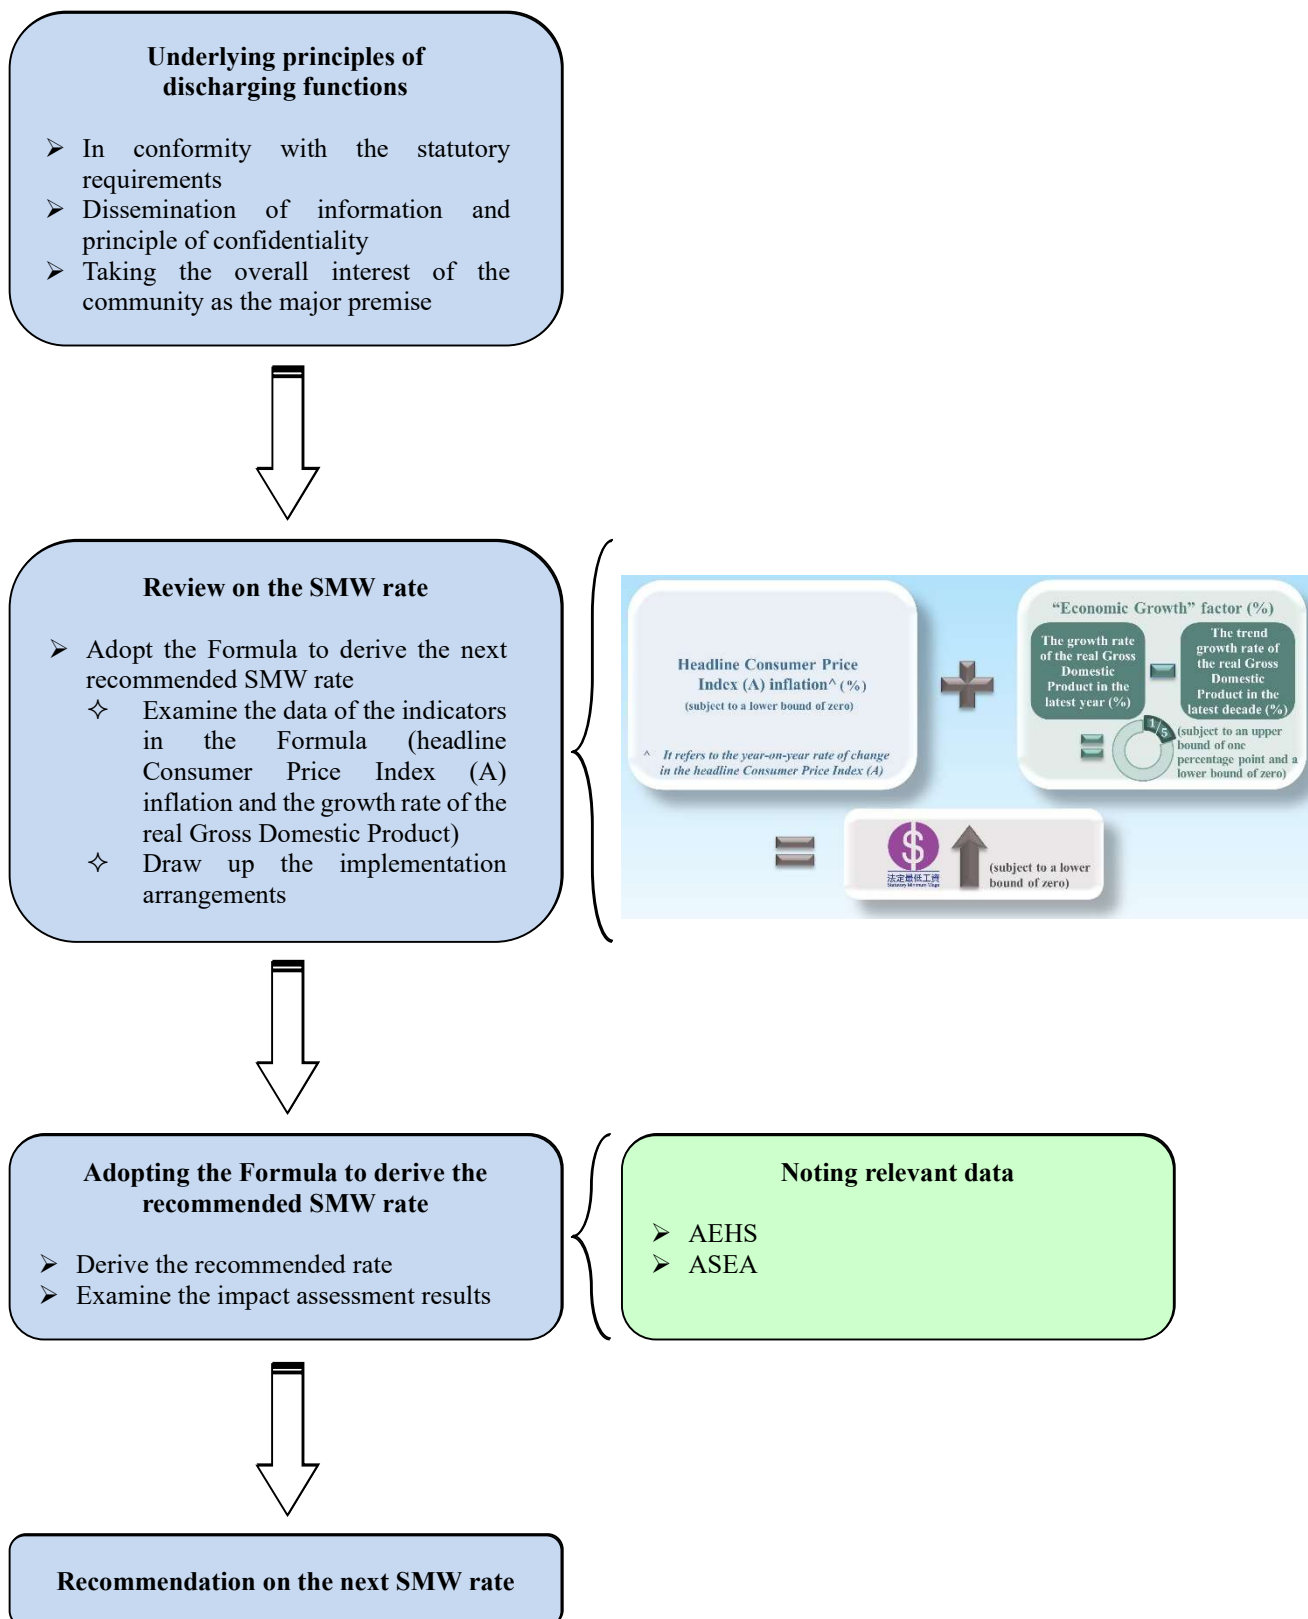 Underlying principles of
discharging functions
➢ In conformity with the statutory
requirements
➢ Dissemination of information and
principle of confidentiality
➢ Taking the overall interest of the
community as the major premise
Review on the SMW rate
➢ Adopt the Formula to derive the next
recommended SMW rate
✧ Examine the data of the indicators
in the Formula (headline
Consumer Price Index (A)
inflation and the growth rate of the
real Gross Domestic Product)
✧ Draw up the implementation
arrangements
Headline Consumer Price
Index (A) inflation^ (%)
(subject to a lower bound of zero)
^ It refers to the year-on-year rate of change
in the headline Consumer Price Index (A)
"Economic Growth" factor (%)
The growth rate
of the real Gross
Domestic
Product in the
latest year (%)
The trend
growth rate of
the real Gross
Domestic
Product in the
latest decade (%)
1/5
(subject to an upper
bound of one
percentage point and a
lower bound of zero)
$
法定最低工資
Statutory Minimum Wage
(subject to a lower
bound of zero)
Adopting the Formula to derive the
recommended SMW rate
➢ Derive the recommended rate
➢ Examine the impact assessment results
Noting relevant data
➢ AEHS
➢ ASEA
Recommendation on the next SMW rate